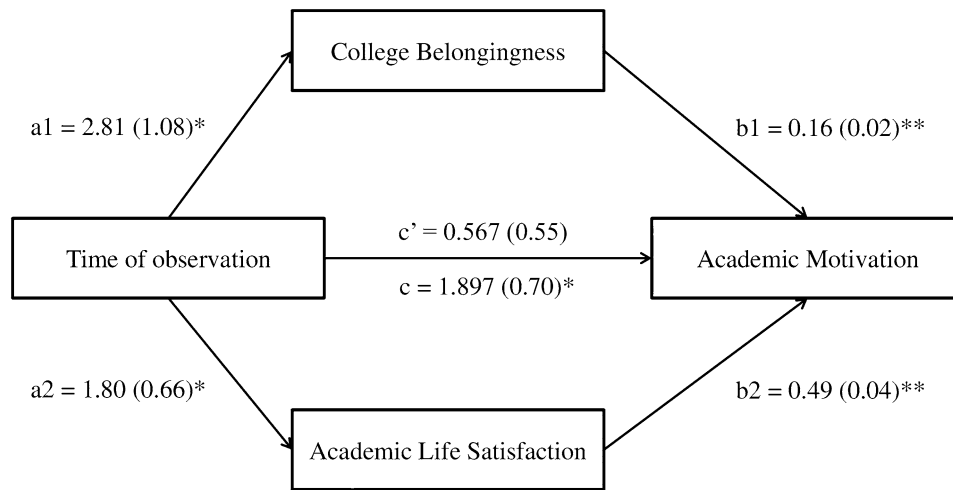 College Belongingness
a1 = 2.81 (1.08)*
b1 = 0.16 (0.02)**
Time of observation
c’ = 0.567 (0.55)
c = 1.897 (0.70)*
Academic Motivation
a2 = 1.80 (0.66)*
b2 = 0.49 (0.04)**
Academic Life Satisfaction